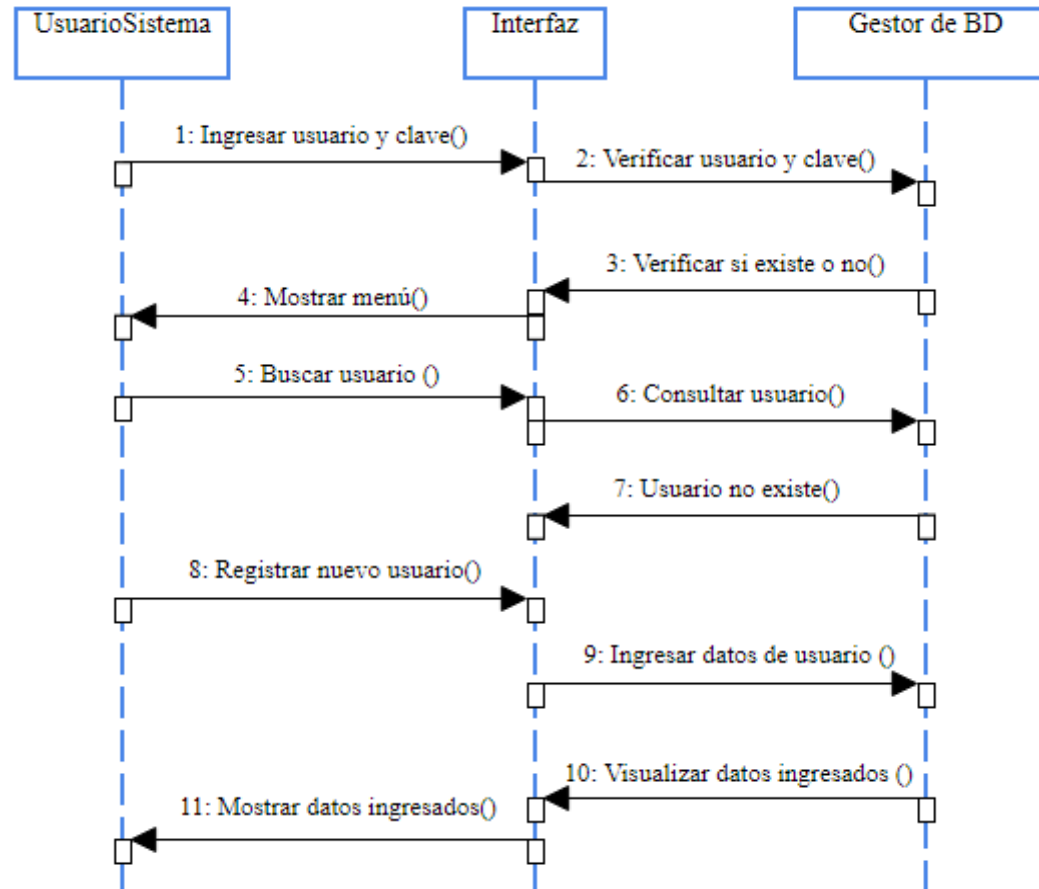 UsuarioSistema
Interfaz
Gestor de BD
1: Ingresar usuario y clave()
2: Verificar usuario y clave()
3: Verificar si existe o no()
4: Mostrar menú()
5: Buscar usuario ()
6: Consultar usuario()
7: Usuario no existe()
8: Registrar nuevo usuario()
9: Ingresar datos de usuario ()
10: Visualizar datos ingresados ()
11: Mostrar datos ingresados()